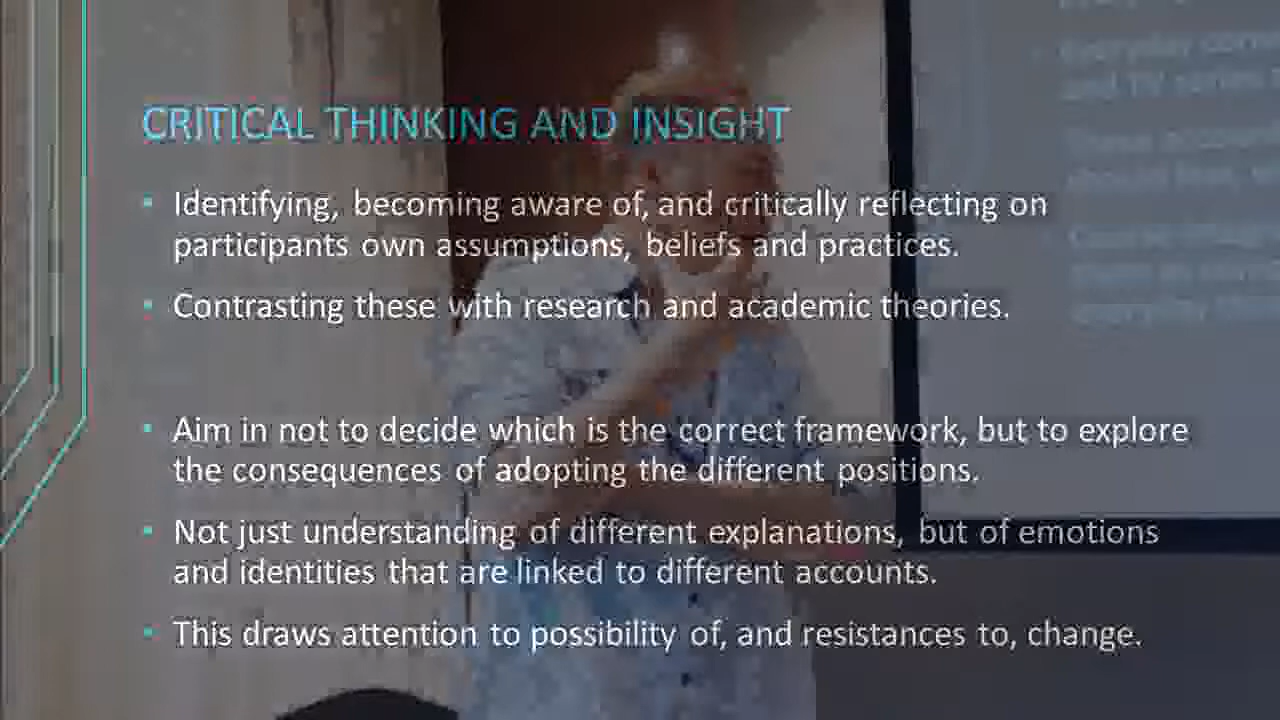 CRITICAL THINKING AND INSIGHT
• Identifying, becoming aware of, and critically reflecting on
participants own assumptions, beliefs and practices.
• Contrasting these with research and academic theories.
• Aim in not to decide which is the correct framework, but to explore
the consequences of adopting the different positions.
• Not just understanding of different explanations, but of emotions
and identities that are linked to different accounts.
• This draws attention to possibility of, and resistances to, change.